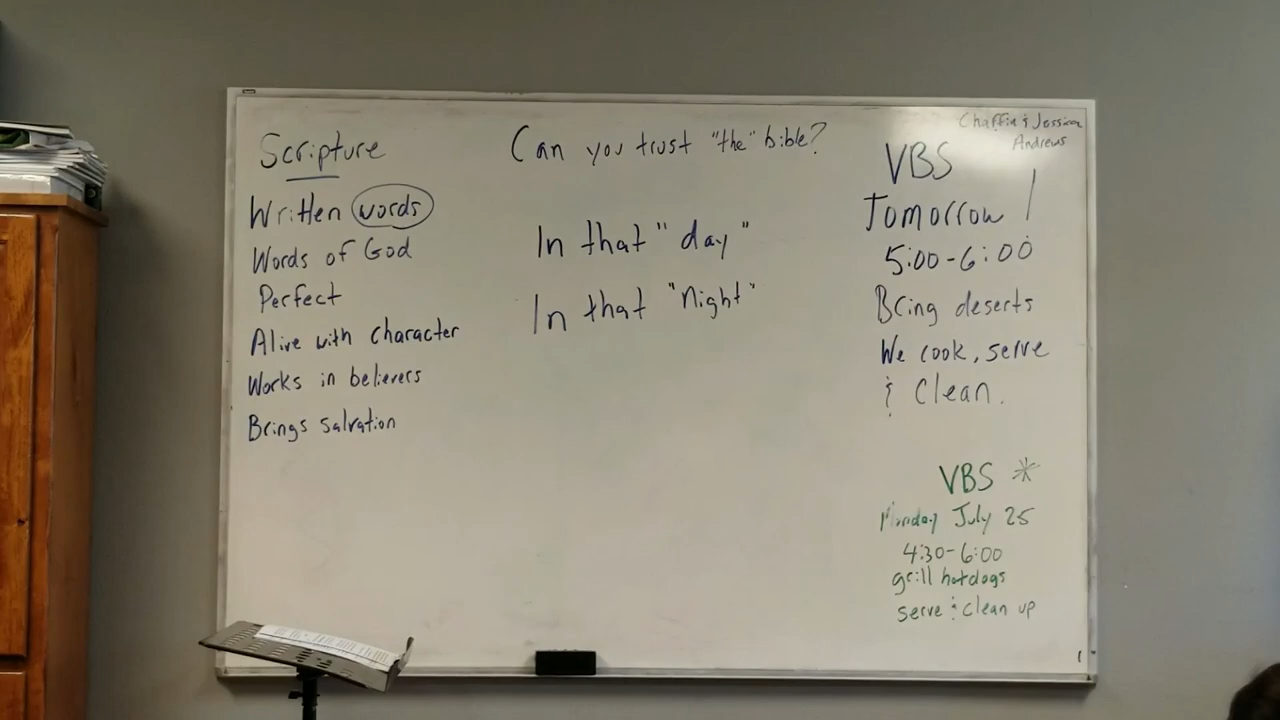 Scripture
Written words
Words of God
Perfect
Alive with character
Works in believers
Brings salvation
Can you trust "the" bible?
In that "day"
In that "Night"
Chaffin & Jessica
Andrews
VBS
Tomorrow!
5:00-6:00
Bring deserts
We cook, serve
& Clean.
VBS *
Monday July 25
4:30-6:00
grill hotdogs
serve & clean up